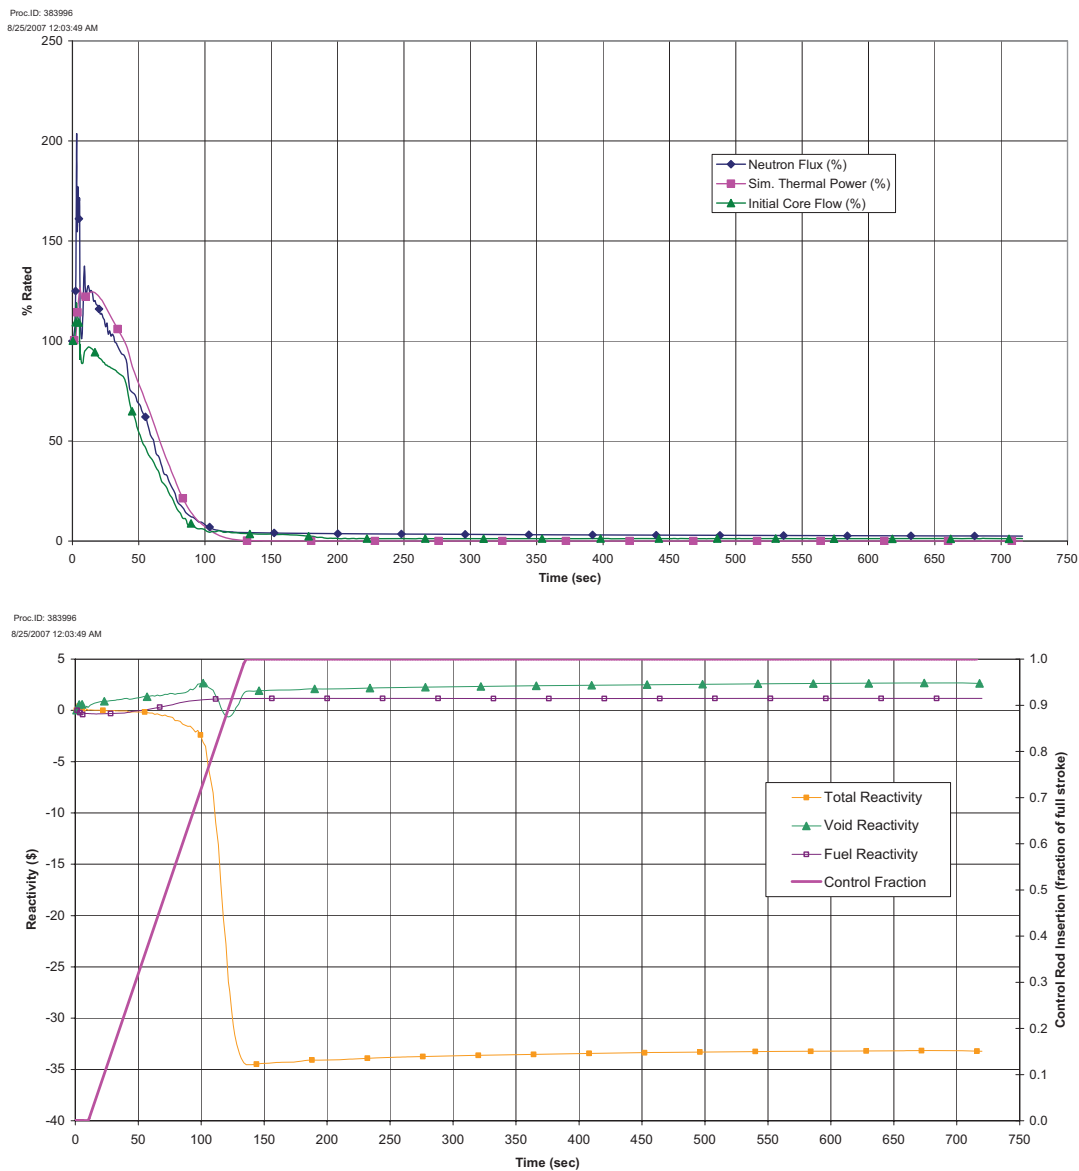 Proc.ID: 383996
8/25/2007 12:03:49 AM
250
200
150
100
50
0
% Rated
Neutron Flux (%)
Sim. Thermal Power (%)
Initial Core Flow (%)
0 50 100 150 200 250 300 350 400 450 500 550 600 650 700 750
Time (sec)
Proc.ID: 383996
8/25/2007 12:03:49 AM
5
0
-5
-10
-15
-20
-25
-30
-35
-40
Reactivity ($)
Total Reactivity
Void Reactivity
Fuel Reactivity
Control Fraction
1.0
0.9
0.8
0.7
0.6
0.5
0.4
0.3
0.2
0.1
0.0
Control Rod Insertion (fraction of full stroke)
0 50 100 150 200 250 300 350 400 450 500 550 600 650 700 750
Time (sec)